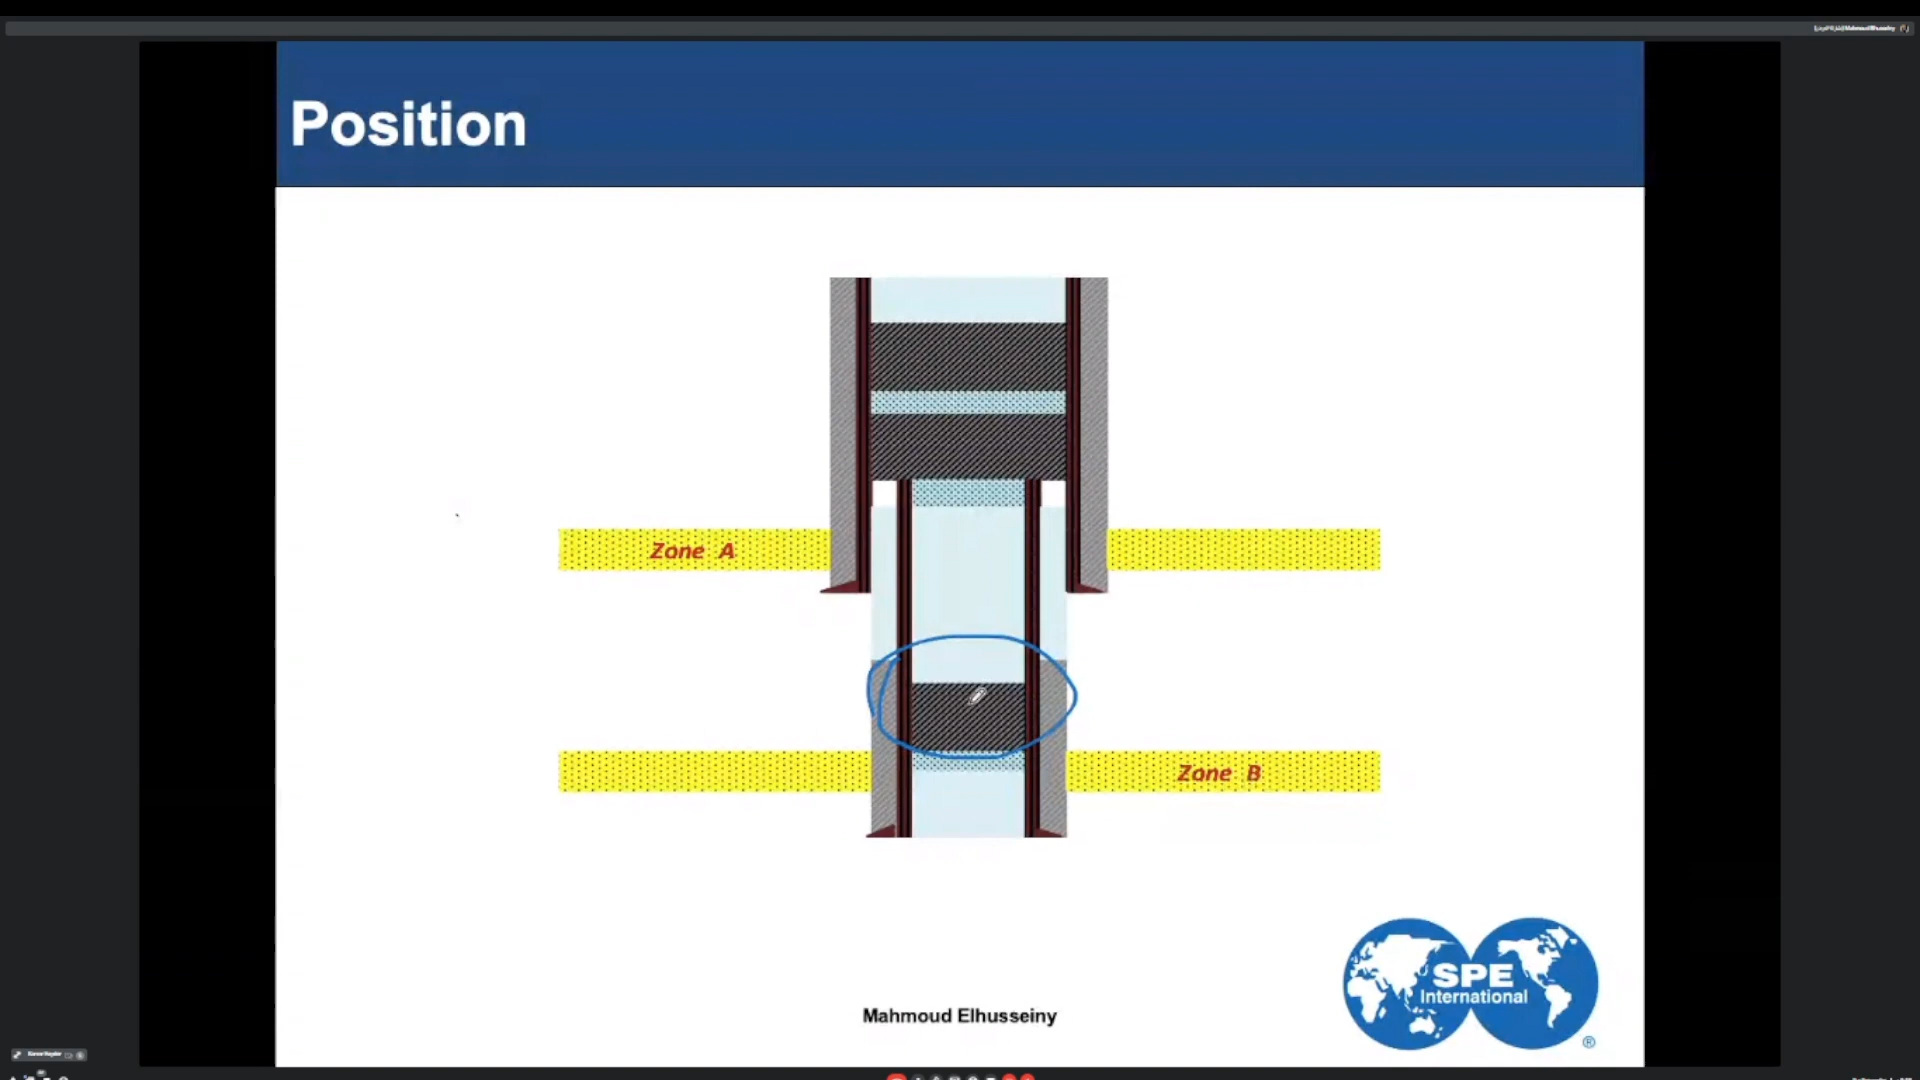 Position
Zone A
Zone B
SPE
International
®
Mahmoud Elhusseiny